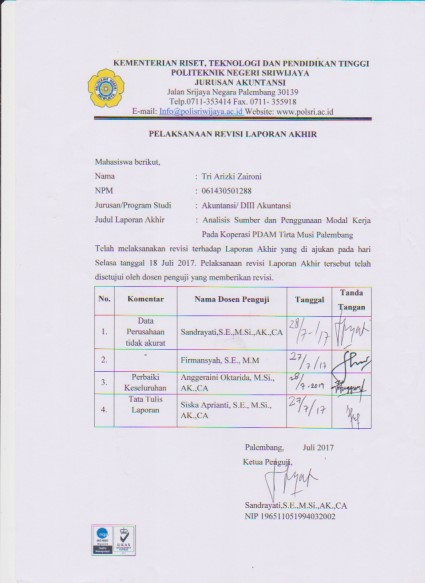 KEMENTERIAN RISET, TEKNOLOGI DAN PENDIDIKAN TINGGI
POLITEKNIK NEGERI SRIWIJAYA
JURUSAN AKUNTANSI
Jalan Srijaya Negara Palembang 30139
Telp.0711-353414 Fax. 0711- 355918
E-mail: Info@polisriwijaya.ac.id Website: www.polsri.ac.id
PELAKSANAAN REVISI LAPORAN AKHIR
Mahasiswa berikut,
Nama : Tri Arizki Zaironi
NPM : 061430501288
Jurusan/Program Studi : Akuntansi/ DIII Akuntansi
Judul Laporan Akhir : Analisis Sumber dan Penggunaan Modal Kerja
Pada Koperasi PDAM Tirta Musi Palembang
Telah melaksanakan revisi terhadap Laporan Akhir yang di ajukan pada hari
Selasa tanggal 18 Juli 2017. Pelaksanaan revisi Laporan Akhir tersebut telah
disetujui oleh dosen penguji yang memberikan revisi.
No. Komentar Nama Dosen Penguji Tanggal Tanda Tangan
1. Data Perusahaan tidak akurat Sandrayati,S.E.,M.Si.,AK.,CA 28/7-17
2. - Firmansyah, S.E., M.M 27/7/17
3. Perbaiki Keseluruhan Anggeraini Oktarida, M.Si., AK.,CA 28/7-2017
4. Tata Tulis Laporan Siska Aprianti, S.E., M.Si., AK.,CA 27/7/17
Palembang, Juli 2017
Ketua Penguji,
Sandrayati,S.E.,M.Si.,AK.,CA
NIP 196511051994032002